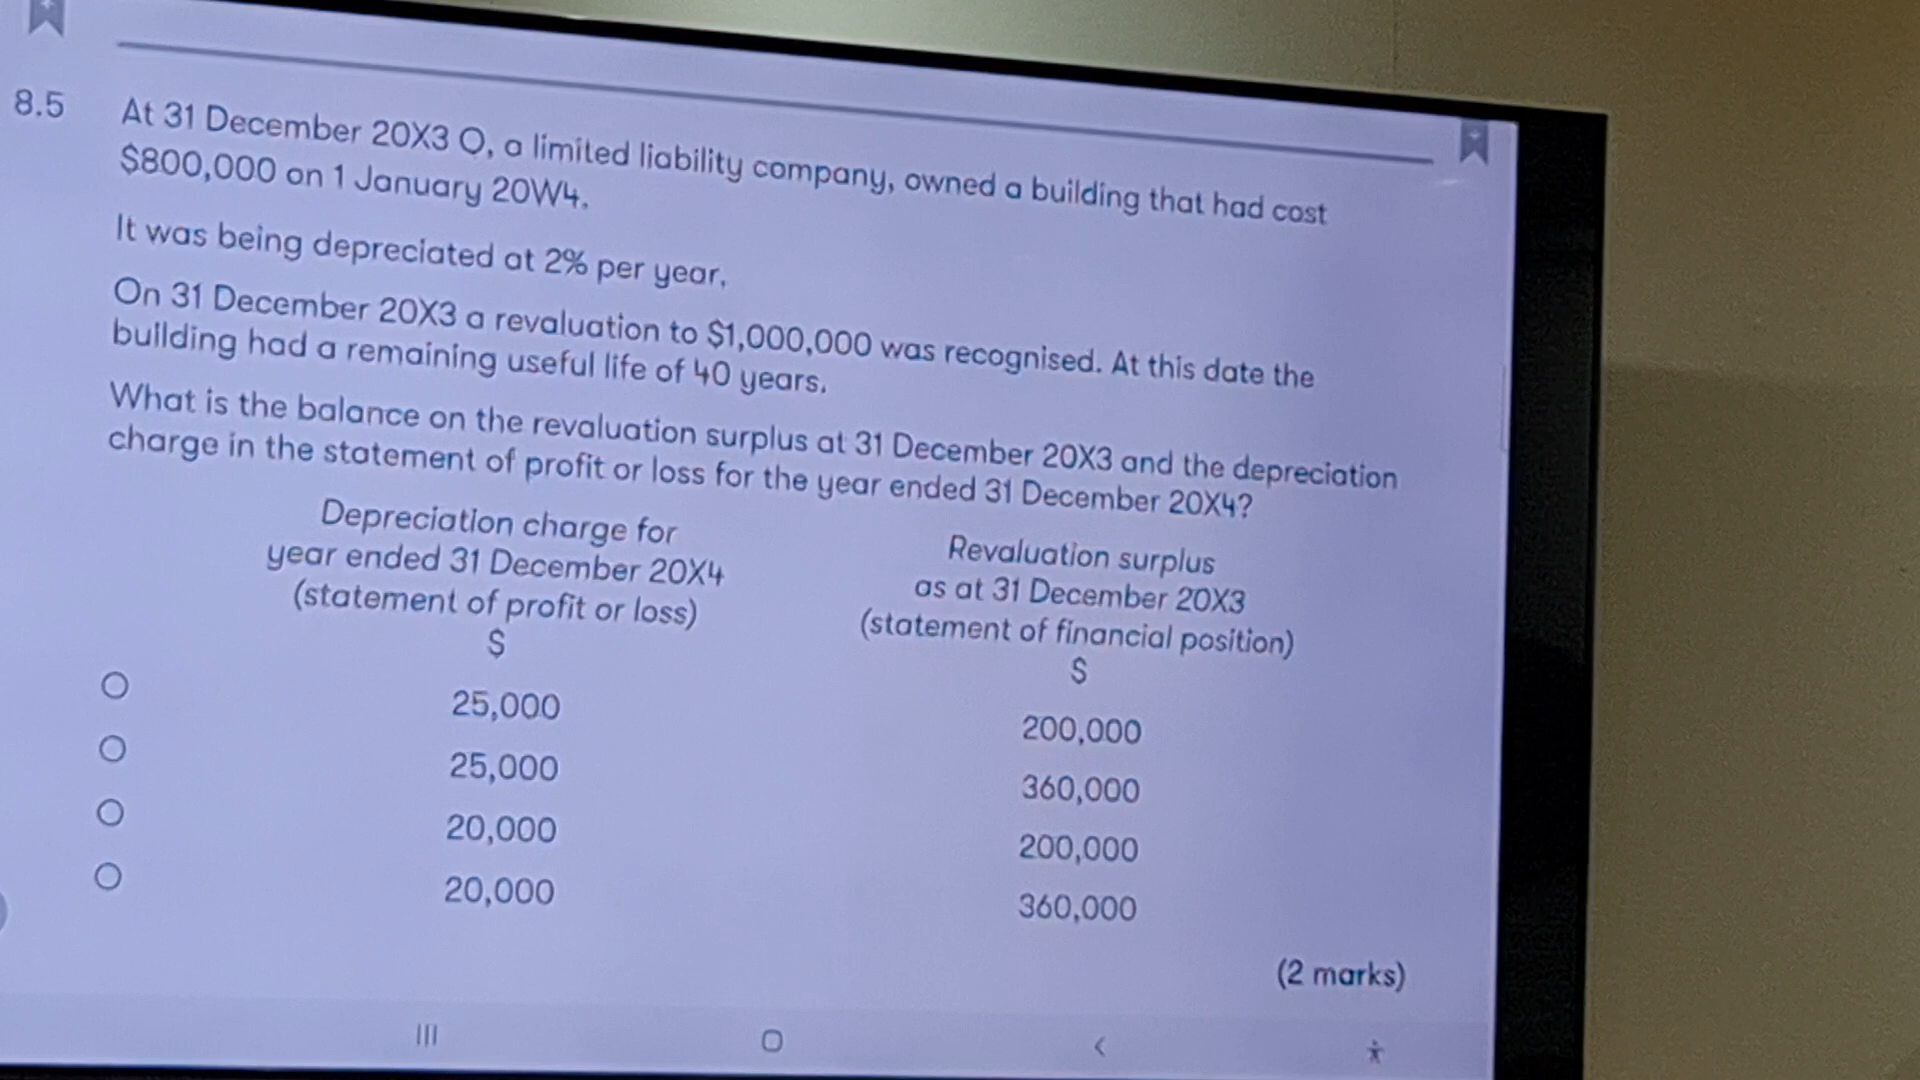 8.5 At 31 December 20X3 Q, a limited liability company, owned a building that had cost
$800,000 on 1 January 20W4.
It was being depreciated at 2% per year.
On 31 December 20X3 a revaluation to $1,000,000 was recognised. At this date the
building had a remaining useful life of 40 years.
What is the balance on the revaluation surplus at 31 December 20X3 and the depreciation
charge in the statement of profit or loss for the year ended 31 December 20X4?
Depreciation charge for
year ended 31 December 20X4
(statement of profit or loss)
$
Revaluation surplus
as at 31 December 20X3
(statement of financial position)
$
25,000 200,000
25,000 360,000
20,000 200,000
20,000 360,000
(2 marks)